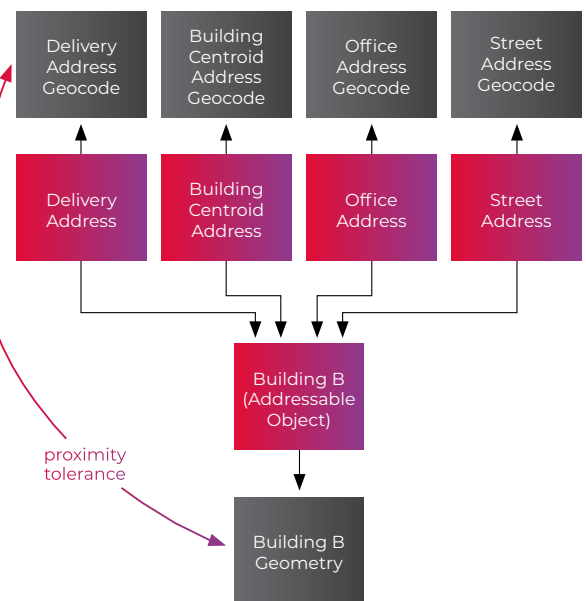 Delivery
Address
Geocode
Building
Centroid
Address
Geocode
Office
Address
Geocode
Street
Address
Geocode
Delivery
Address
Building
Centroid
Address
Office
Address
Street
Address
Building B
(Addressable
Object)
proximity
tolerance
Building B
Geometry